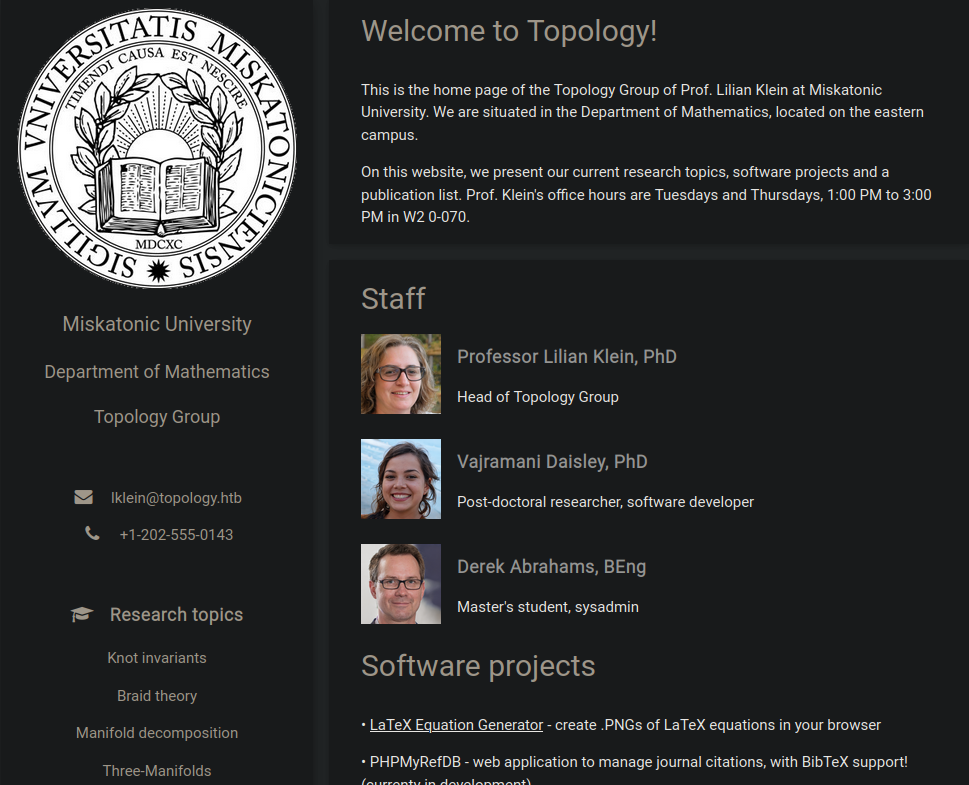 SIGILLVM VNIVERSITATIS MISKATONICIENSIS
TIMENDI CAUSA EST NESCIRE
MDCXC
Miskatonic University
Department of Mathematics
Topology Group
lklein@topology.htb
+1-202-555-0143
Research topics
Knot invariants
Braid theory
Manifold decomposition
Three-Manifolds
Welcome to Topology!
This is the home page of the Topology Group of Prof. Lilian Klein at Miskatonic
University. We are situated in the Department of Mathematics, located on the eastern
campus.
On this website, we present our current research topics, software projects and a
publication list. Prof. Klein's office hours are Tuesdays and Thursdays, 1:00 PM to 3:00
PM in W2 0-070.
Staff
Professor Lilian Klein, PhD
Head of Topology Group
Vajramani Daisley, PhD
Post-doctoral researcher, software developer
Derek Abrahams, BEng
Master's student, sysadmin
Software projects
• LaTeX Equation Generator - create .PNGs of LaTeX equations in your browser
• PHPMyRefDB - web application to manage journal citations, with BibTeX support!
(currenty in development)